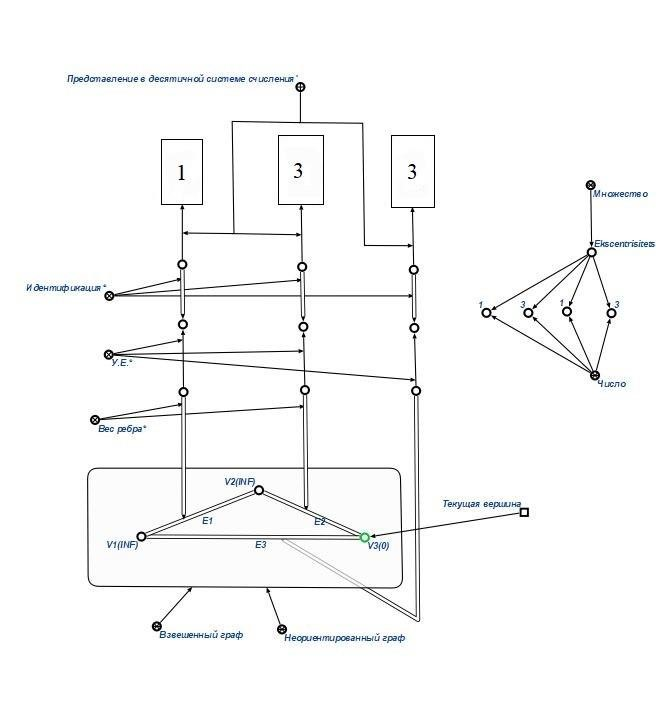 Представление в десятичной системе счисления*
1
3
3
Множество
Ekscentrisitets
Идентификация*
1
3
1
3
У.Е.*
Число
Вес ребра*
V2(INF)
Текущая вершина
E1
E2
V1(INF)
E3
V3(0)
Взвешенный граф
Неориентированный граф